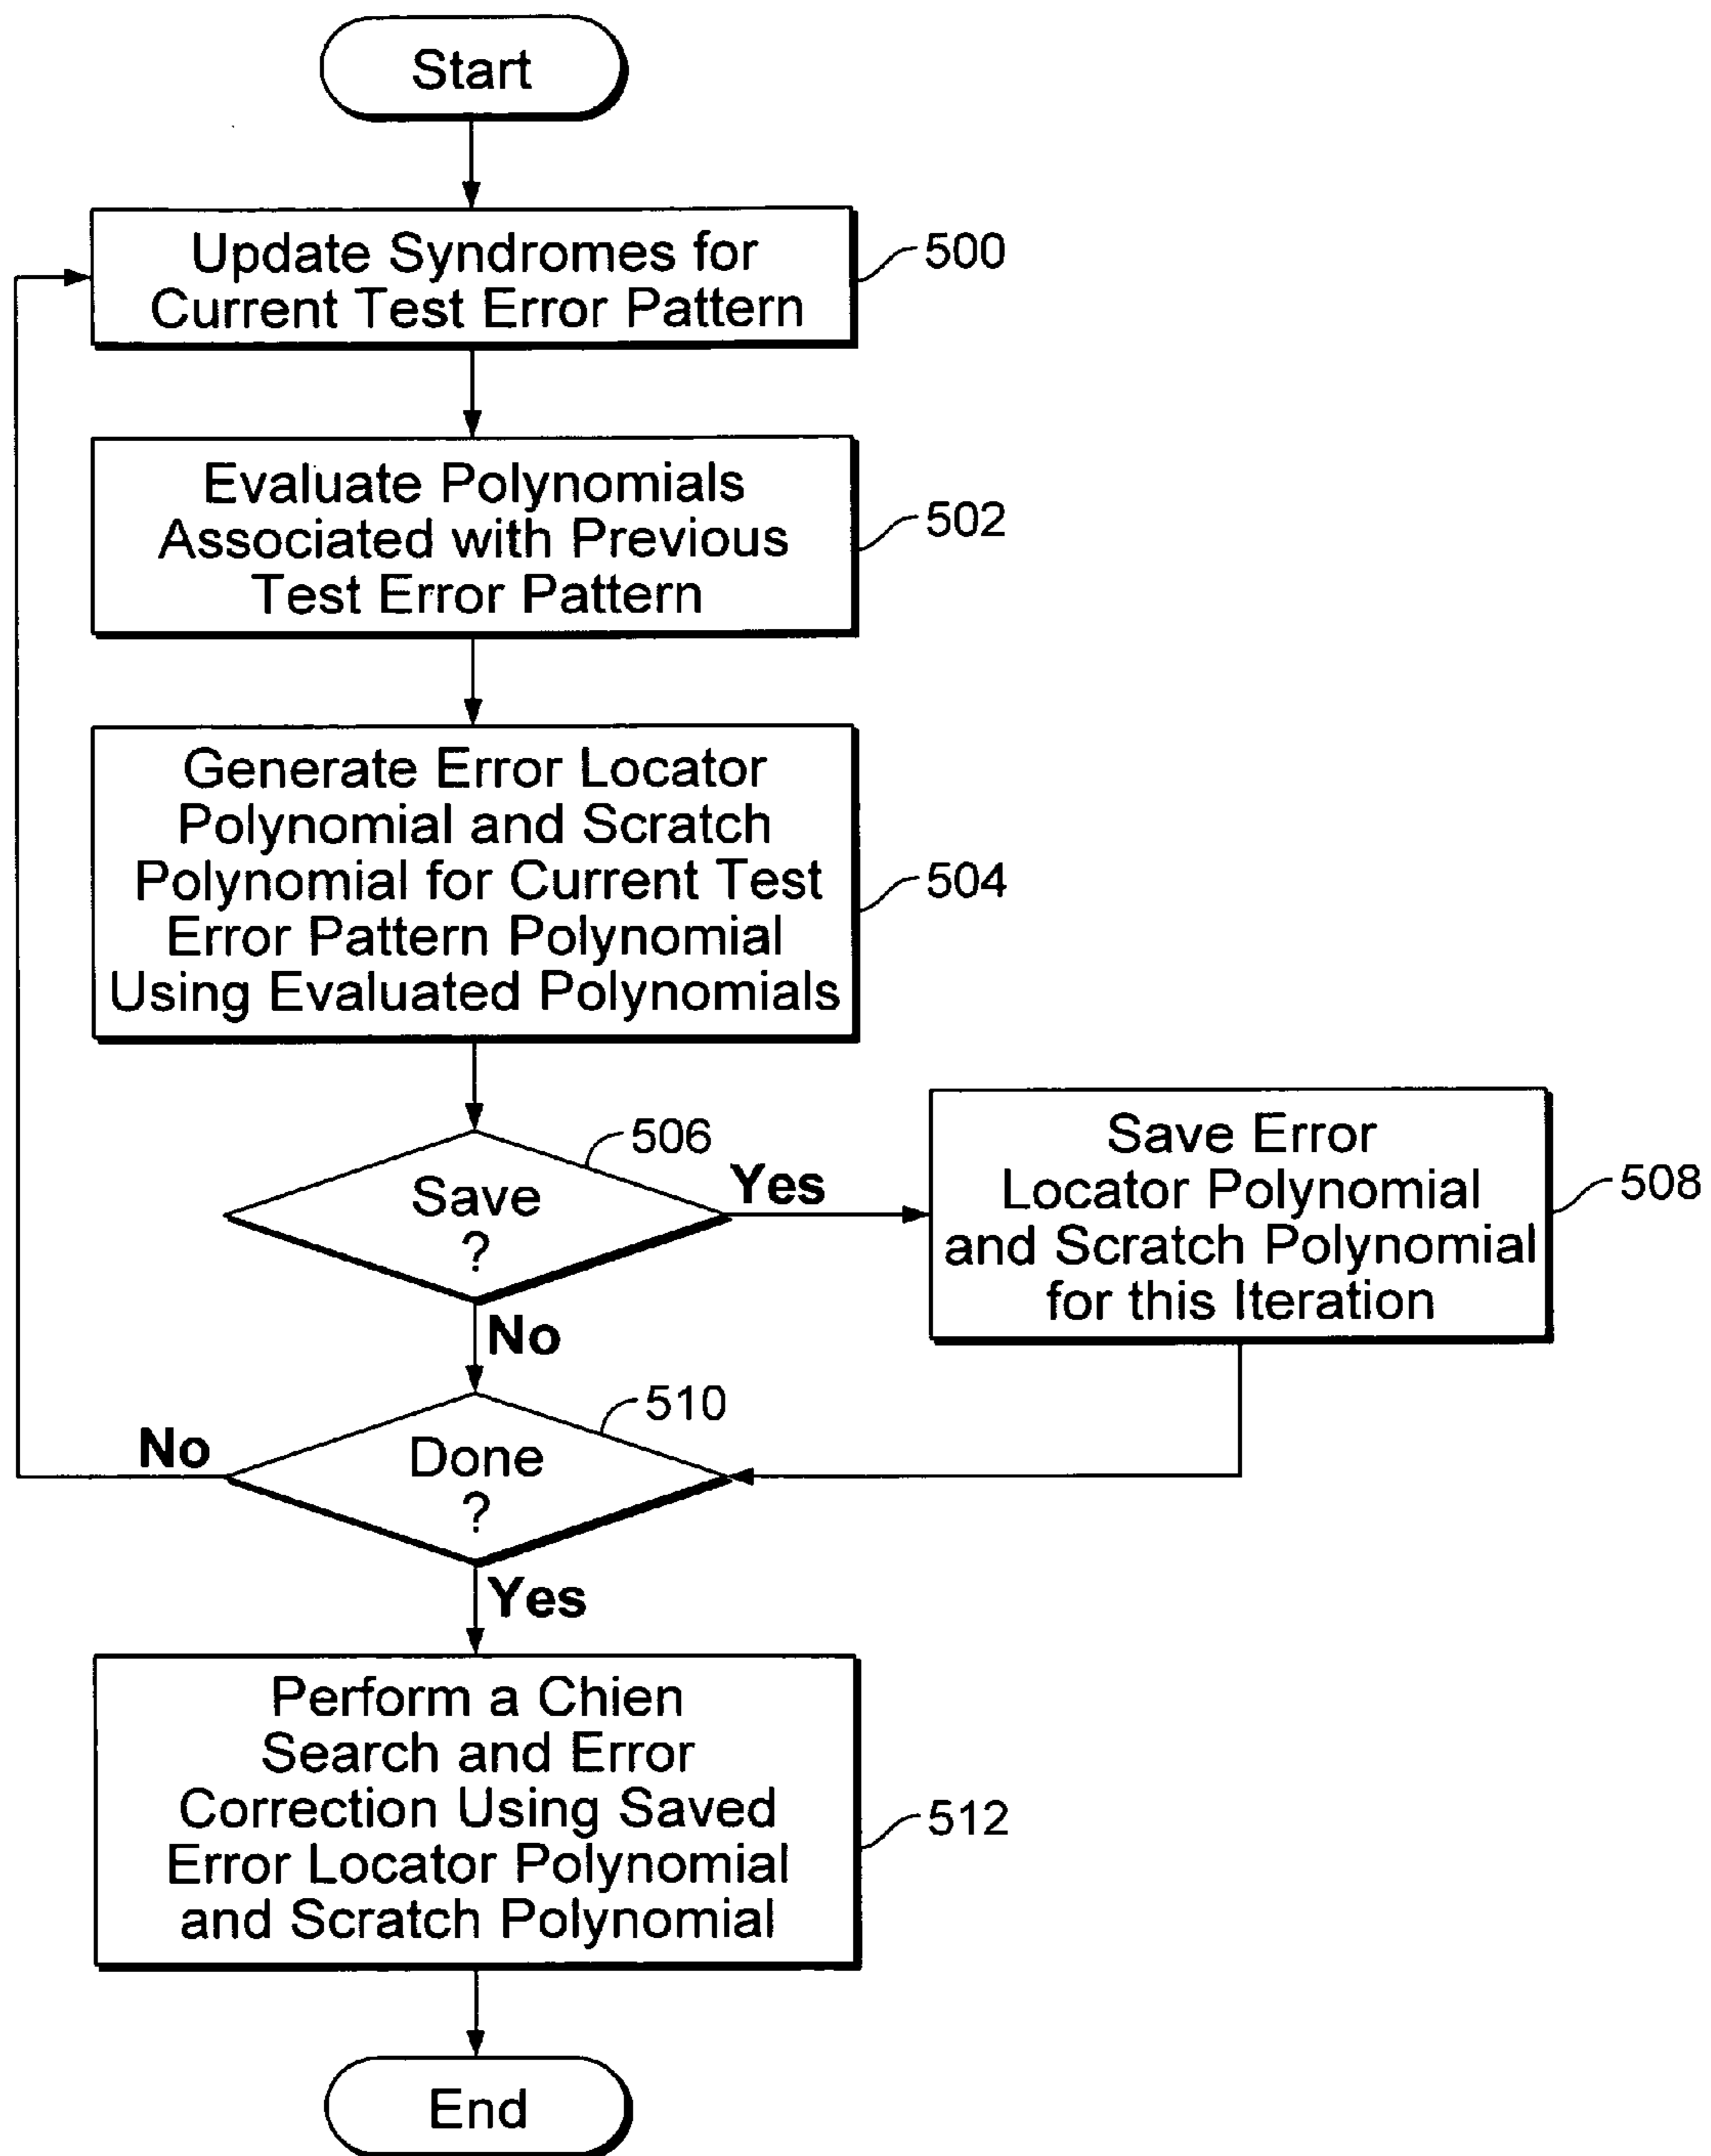 Start
Update Syndromes for
Current Test Error Pattern
500
Evaluate Polynomials
Associated with Previous
Test Error Pattern
502
Generate Error Locator
Polynomial and Scratch
Polynomial for Current Test
Error Pattern Polynomial
Using Evaluated Polynomials
504
Save
?
506
Yes
No
Save Error
Locator Polynomial
and Scratch Polynomial
for this Iteration
508
Done
?
510
No
Yes
Perform a Chien
Search and Error
Correction Using Saved
Error Locator Polynomial
and Scratch Polynomial
512
End